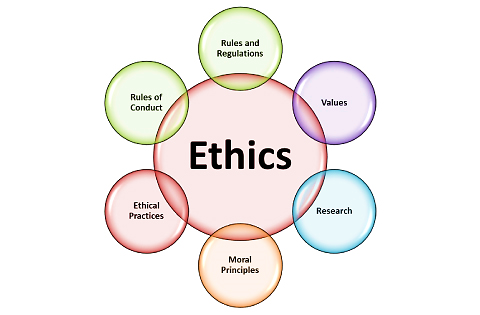 Rules and
Regulations
Rules of
Conduct
Values
Ethics
Ethical
Practices
Research
Moral
Principles